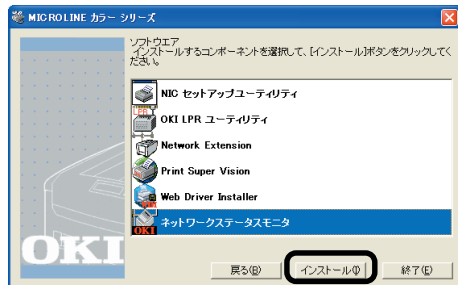 MICROLINE カラー シリーズ
ソフトウエア
インストールするコンポーネントを選択して、[インストール]ボタンをクリックしてく
ださい。
NIC セットアップユーティリティ
OKI LPR ユーティリティ
Network Extension
Print Super Vision
Web Driver Installer
ネットワークステータスモニタ
OKI
戻る(B)
インストール(I)
終了(E)